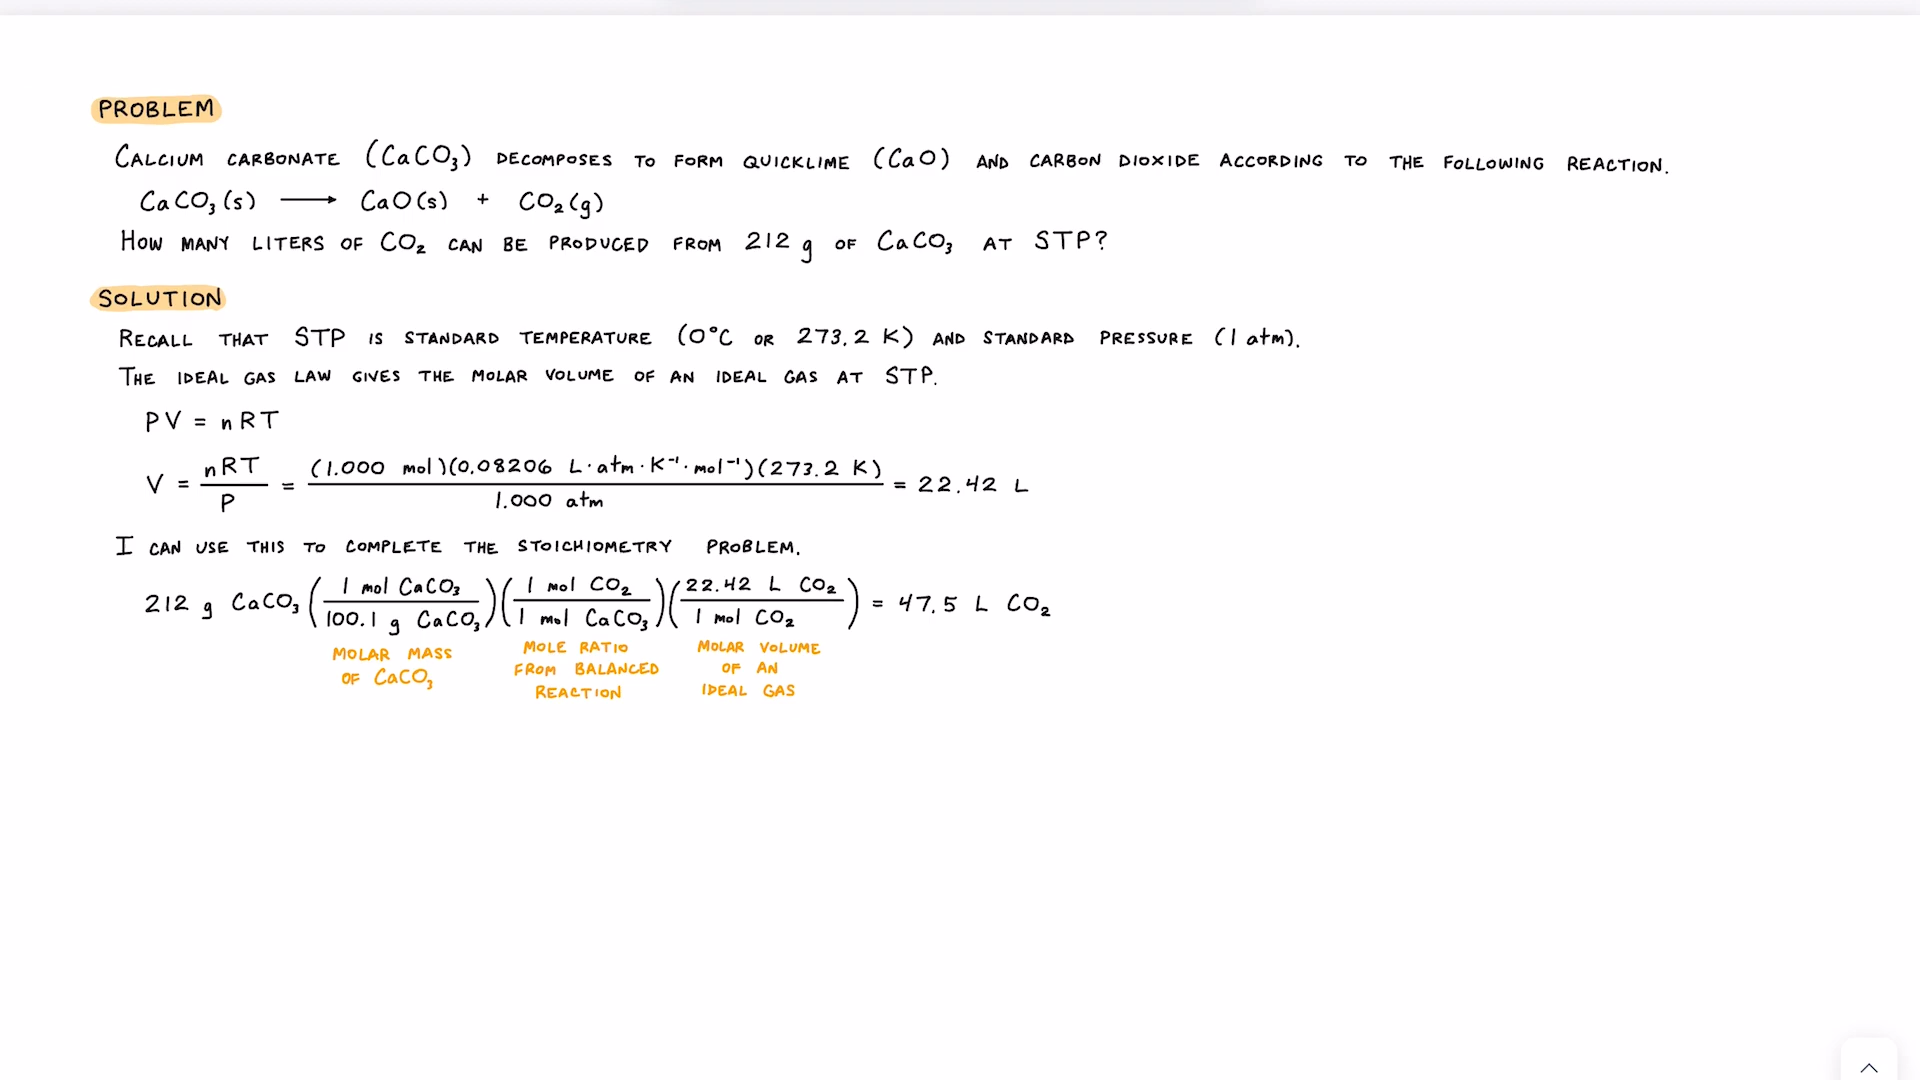 PROBLEM
CALCIUM CARBONATE (CaCO₃) DECOMPOSES TO FORM QUICKLIME (CaO) AND CARBON DIOXIDE ACCORDING TO THE FOLLOWING REACTION.
CaCO₃(s) ⟶ CaO(s) + CO₂(g)
HOW MANY LITERS OF CO₂ CAN BE PRODUCED FROM 212 g OF CaCO₃ AT STP?
SOLUTION
RECALL THAT STP IS STANDARD TEMPERATURE (0°C OR 273.2 K) AND STANDARD PRESSURE (1 atm).
THE IDEAL GAS LAW GIVES THE MOLAR VOLUME OF AN IDEAL GAS AT STP.
PV = nRT
V = nRT/P = (1.000 mol)(0.08206 L·atm·K⁻¹·mol⁻¹)(273.2 K)/1.000 atm = 22.42 L
I CAN USE THIS TO COMPLETE THE STOICHIOMETRY PROBLEM.
212 g CaCO₃ (1 mol CaCO₃/100.1 g CaCO₃)(1 mol CO₂/1 mol CaCO₃)(22.42 L CO₂/1 mol CO₂) = 47.5 L CO₂
MOLAR MASS
OF CaCO₃
MOLE RATIO
FROM BALANCED
REACTION
MOLAR VOLUME
OF AN
IDEAL GAS